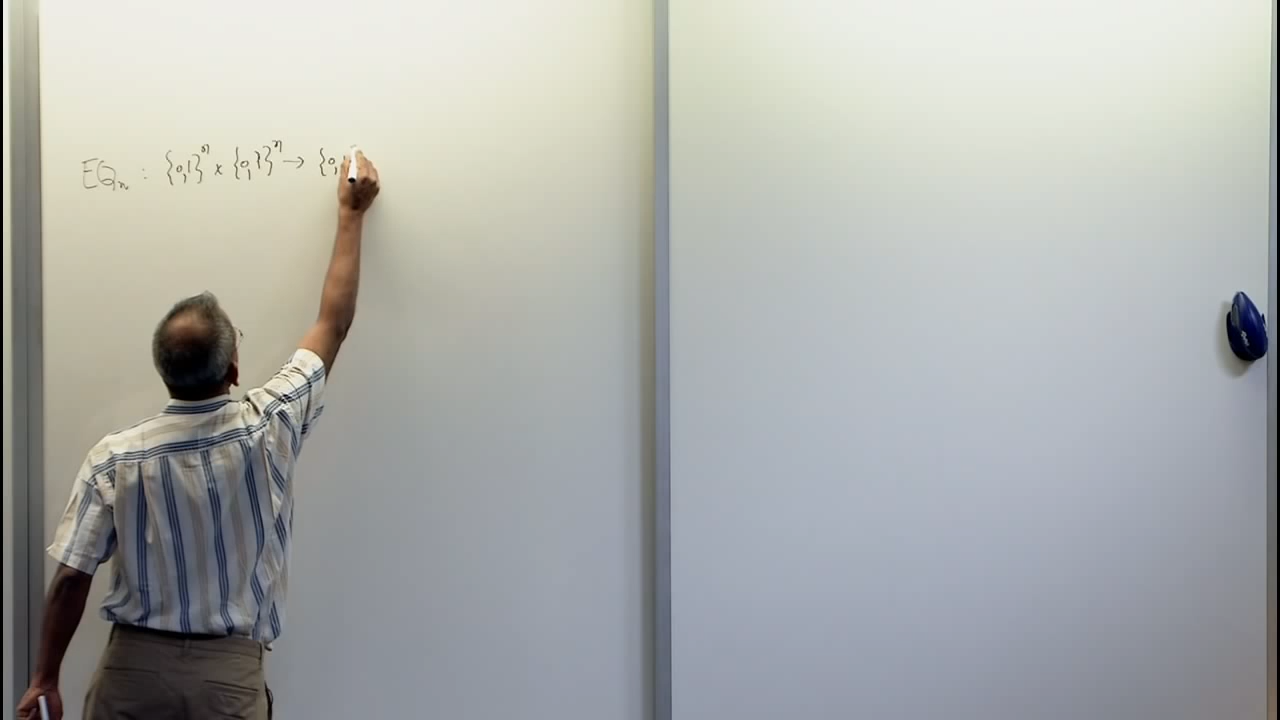 EQₙ : {0,1}ⁿ × {0,1}ⁿ → {0,